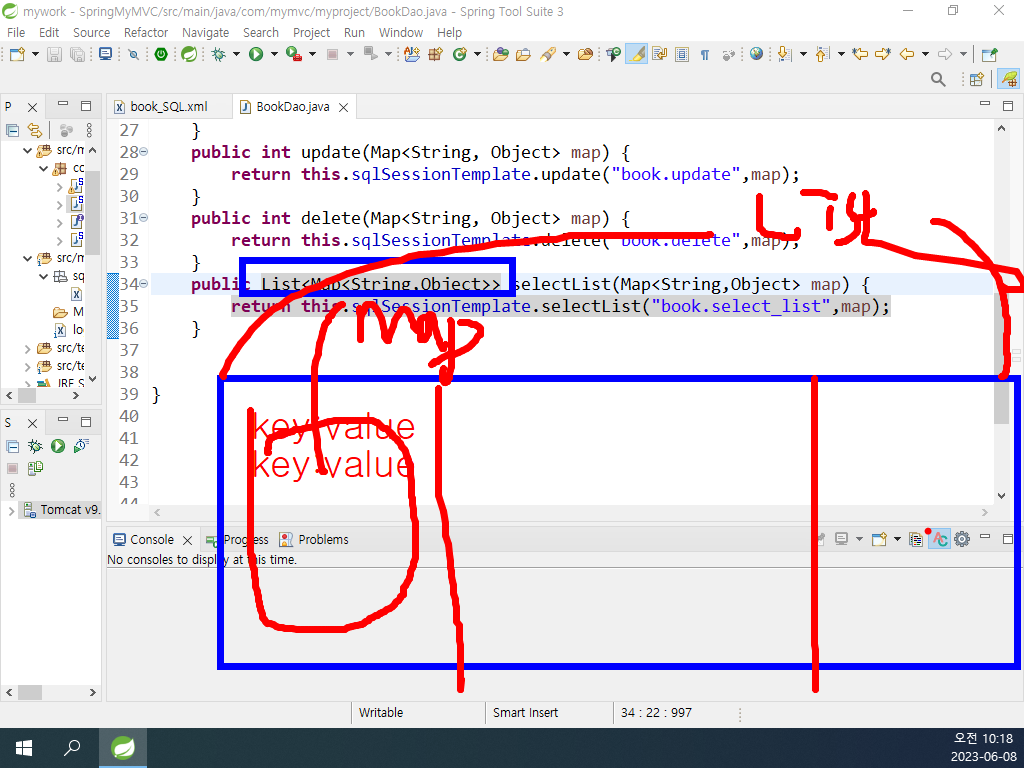 mywork - SpringMyMVC/src/main/java/com/mymvc/myproject/BookDao.java - Spring Tool Suite 3
File Edit Source Refactor Navigate Search Project Run Window Help
P
book_SQL.xml
BookDao.java
src/m
co
src/m
sq
M
lo
src/te
src/te
JRE S
27 }
28 public int update(Map<String, Object> map) {
29 return this.sqlSessionTemplate.update("book.update",map);
30 }
31 public int delete(Map<String, Object> map) {
32 return this.sqlSessionTemplate.delete("book.delete",map);
33 }
34 public List<Map<String,Object>> selectList(Map<String,Object> map) {
35 return this.sqlSessionTemplate.selectList("book.select_list",map);
36 }
37
38
39 }
40
41
42
43
44
List
Map
key value
key value
S
Tomcat v9.
Console
Progress
Problems
No consoles to display at this time.
Writable
Smart Insert
34 : 22 : 997
오전 10:18
2023-06-08